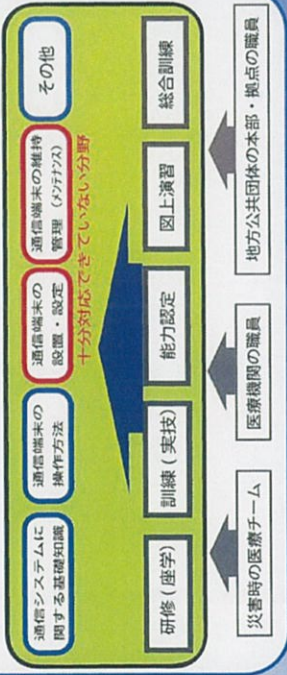 通信システムに
関する基礎知識
通信端末の
操作方法
通信端末の
設置・設定
通信端末の維持
管理（メンテナンス）
その他
十分対応できていない分野
研修（座学）
訓練（実技）
能力認定
図上演習
総合訓練
災害時の医療チーム
医療機関の職員
地方公共団体の本部・拠点の職員